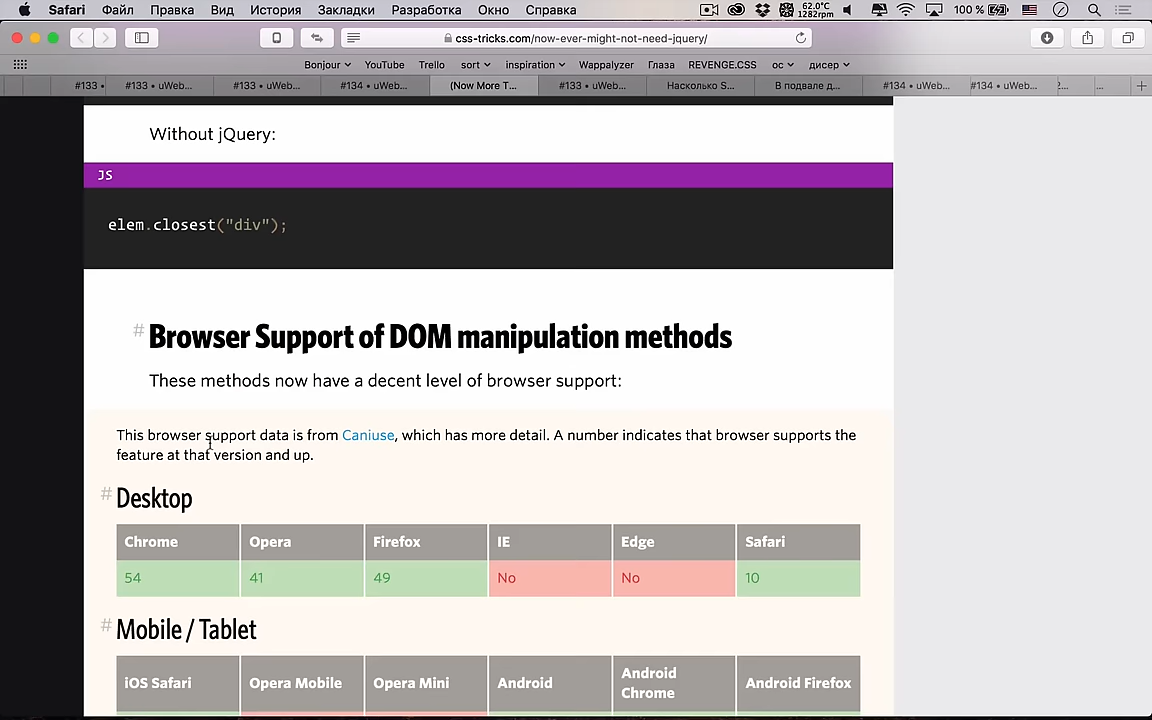 Safari Файл Правка Вид История Закладки Разработка Окно Справка 62.0°C 1282rpm 100 %
css-tricks.com/now-ever-might-not-need-jquery/
Bonjour YouTube Trello sort inspiration Wappalyzer Глаза REVENGE.CSS ос дисер
#133 • #133 • uWeb... #133 • uWeb... #134 • uWeb... (Now More T... #133 • uWeb... Насколько S... В подвале д... #134 • uWeb... #134 • uWeb... ...
Without jQuery:
JS
elem.closest("div");
# Browser Support of DOM manipulation methods
These methods now have a decent level of browser support:
This browser support data is from Caniuse, which has more detail. A number indicates that browser supports the
feature at that version and up.
# Desktop
Chrome Opera Firefox IE Edge Safari
54 41 49 No No 10
# Mobile / Tablet
iOS Safari Opera Mobile Opera Mini Android Android Chrome Android Firefox